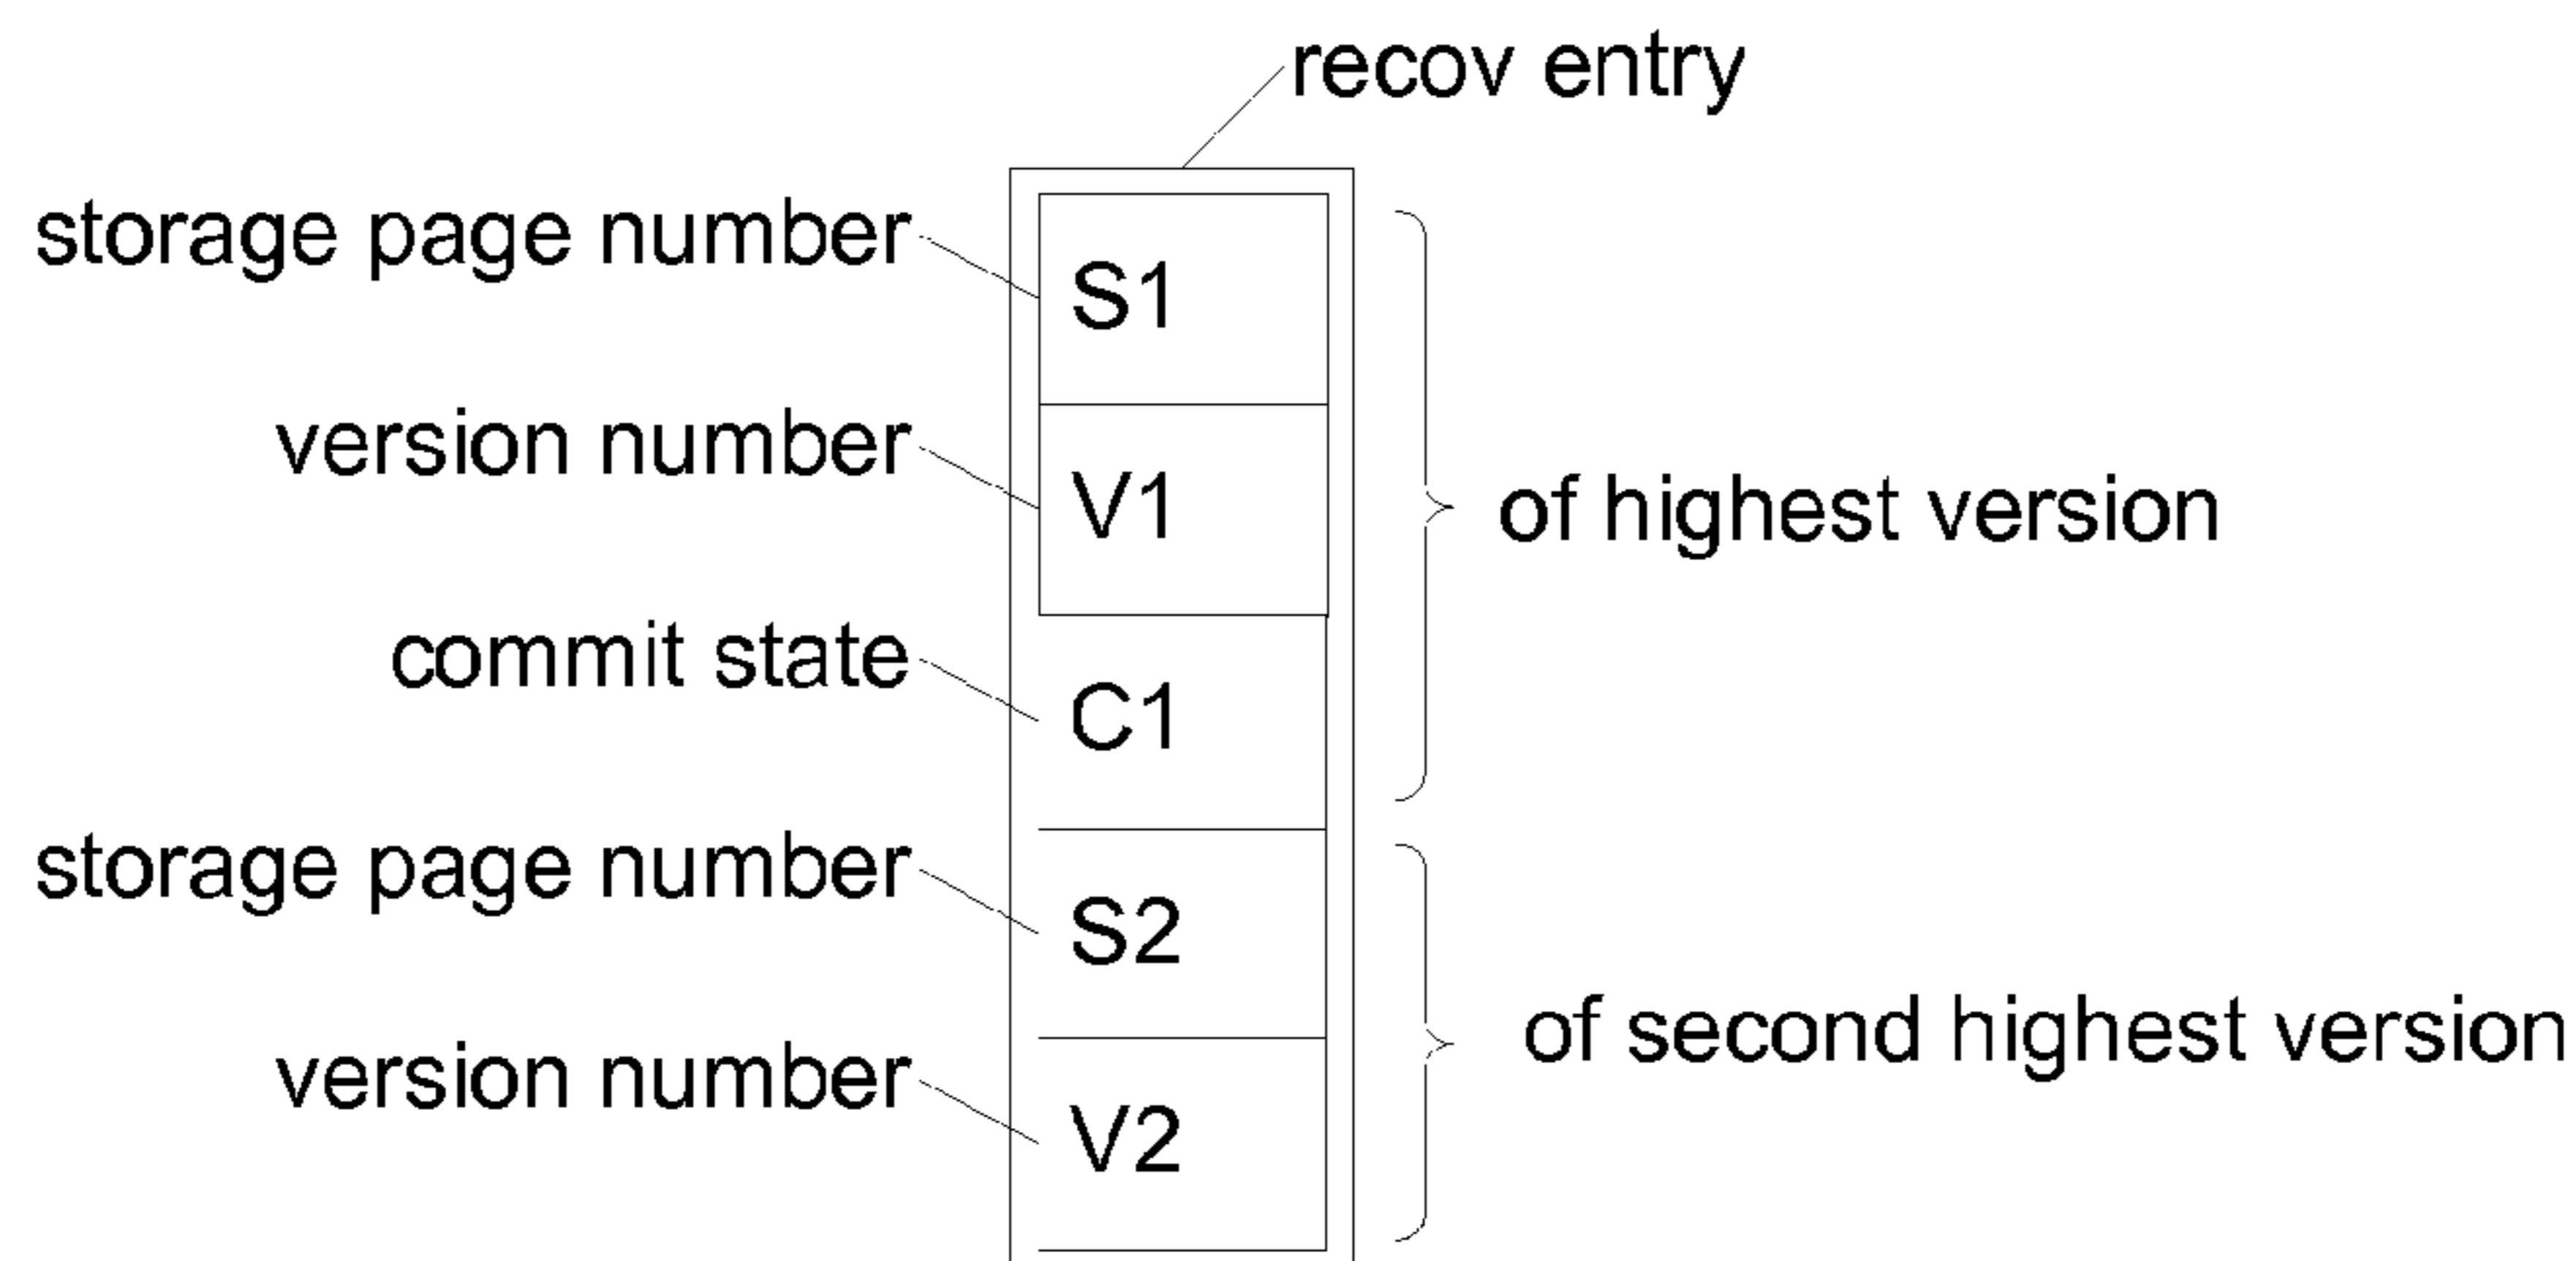 recov entry
storage page number
S1
version number
V1
of highest version
commit state
C1
storage page number
S2
of second highest version
version number
V2